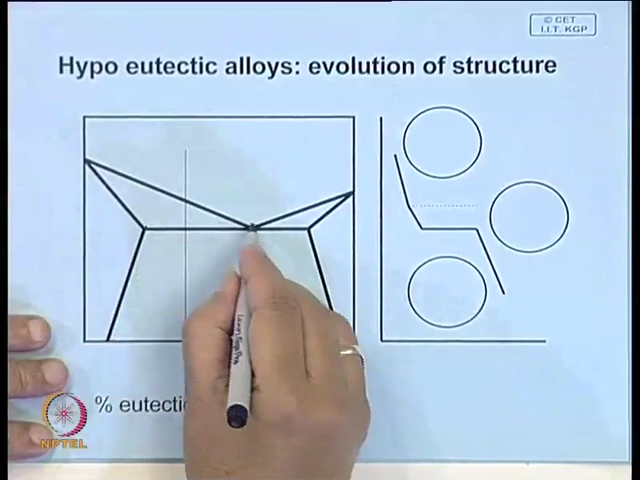 © CET
I.I.T. KGP
Hypo eutectic alloys: evolution of structure
% eutecti
NPTEL